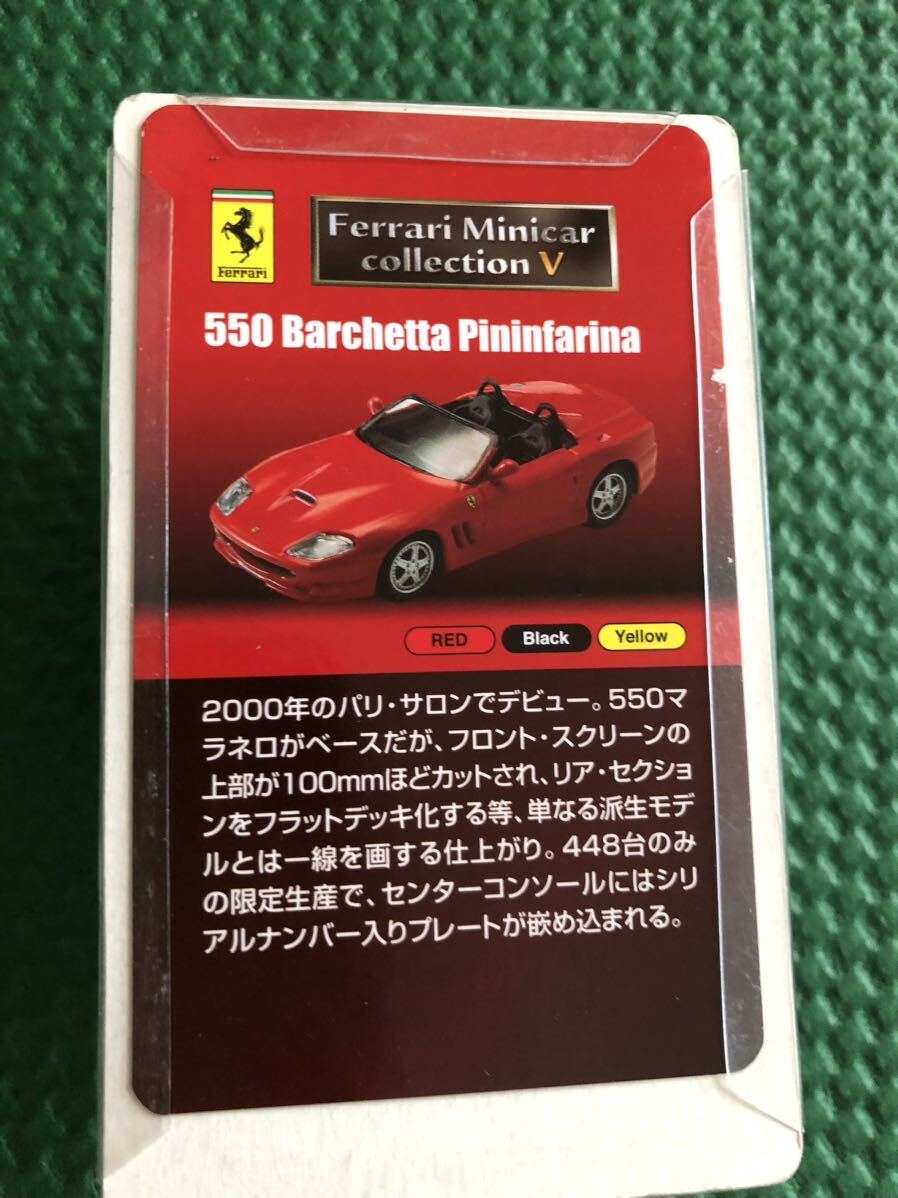 Ferrari
Ferrari Minicar
collection V
550 Barchetta Pininfarina
RED Black Yellow
2000年のパリ・サロンでデビュー。550マ
ラネロがベースだが、フロント・スクリーンの
上部が100mmほどカットされ、リア・セクショ
ンをフラットデッキ化する等、単なる派生モデ
ルとは一線を画する仕上がり。448台のみ
の限定生産で、センターコンソールにはシリ
アルナンバー入りプレートが嵌め込まれる。